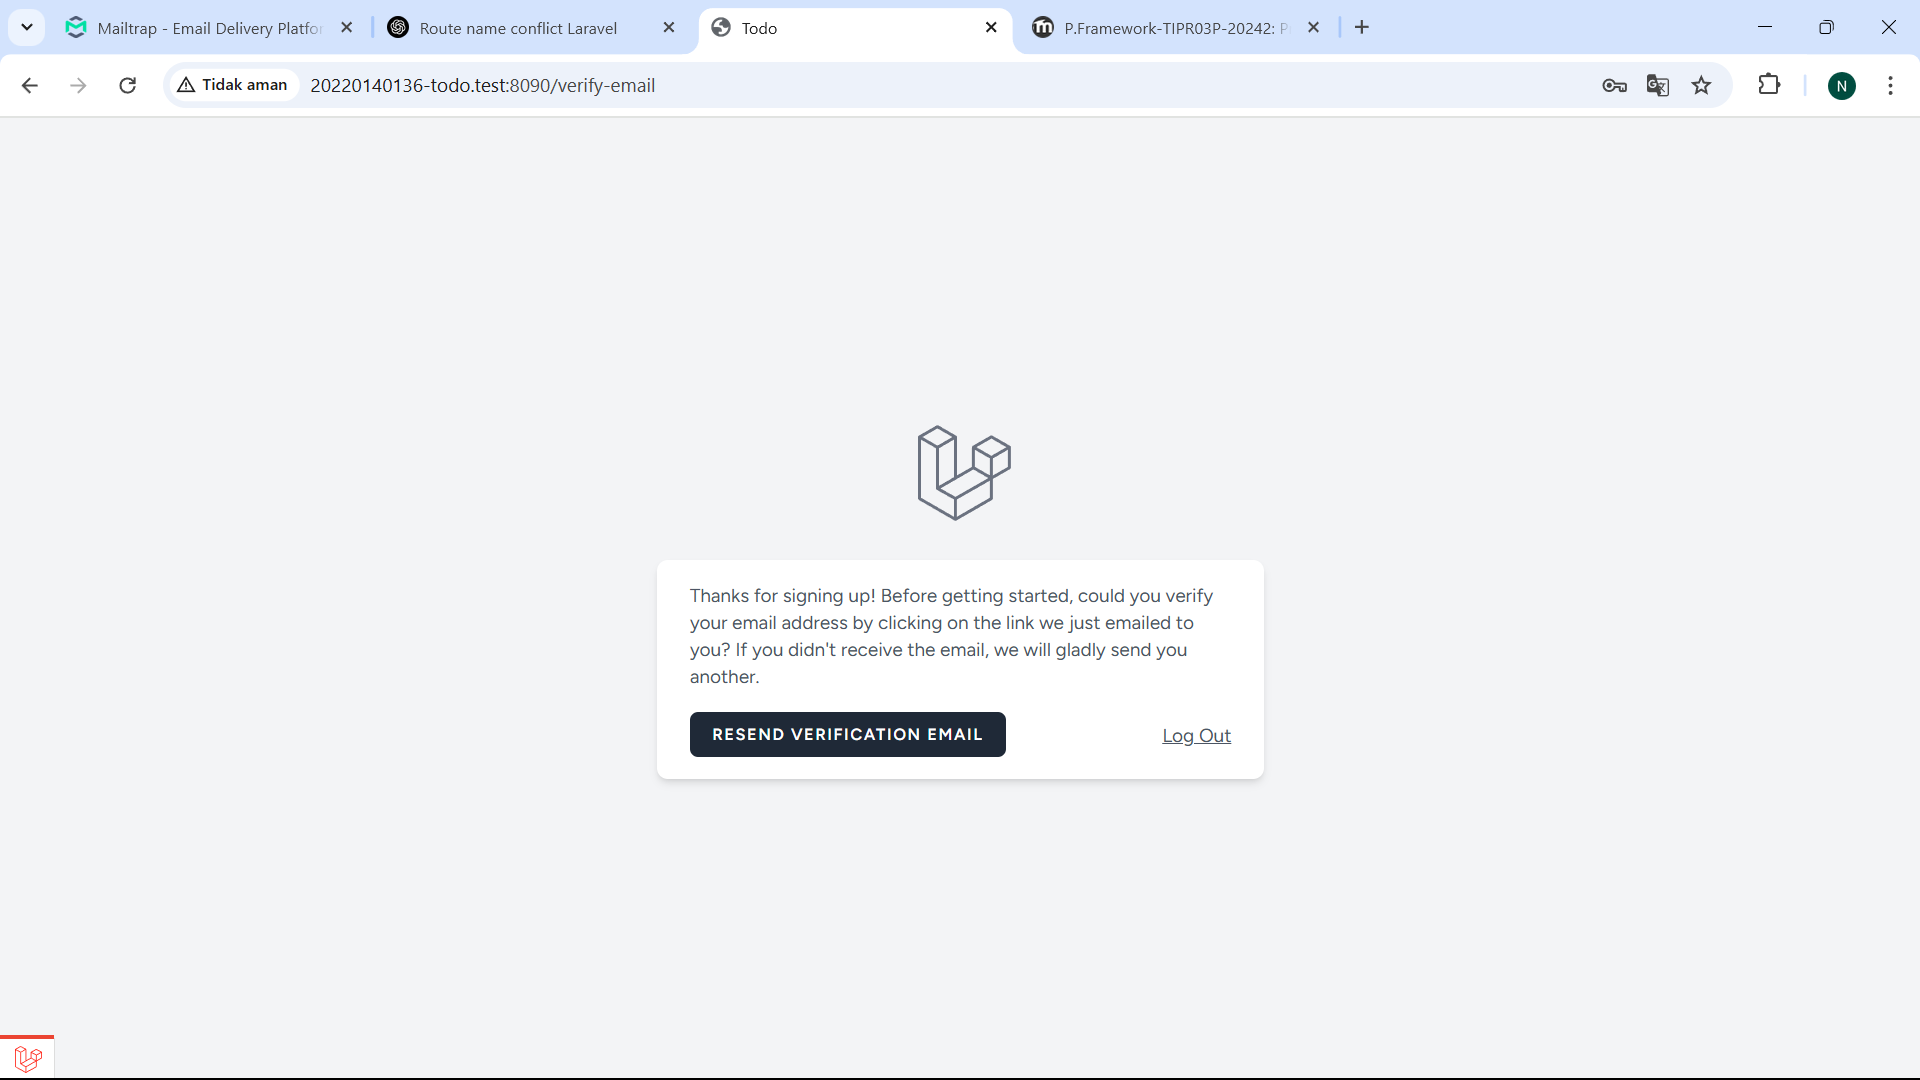 Mailtrap - Email Delivery Platfor
Route name conflict Laravel
Todo
P.Framework-TIPR03P-20242: P
Tidak aman
20220140136-todo.test:8090/verify-email
N
Thanks for signing up! Before getting started, could you verify
your email address by clicking on the link we just emailed to
you? If you didn't receive the email, we will gladly send you
another.
RESEND VERIFICATION EMAIL
Log Out